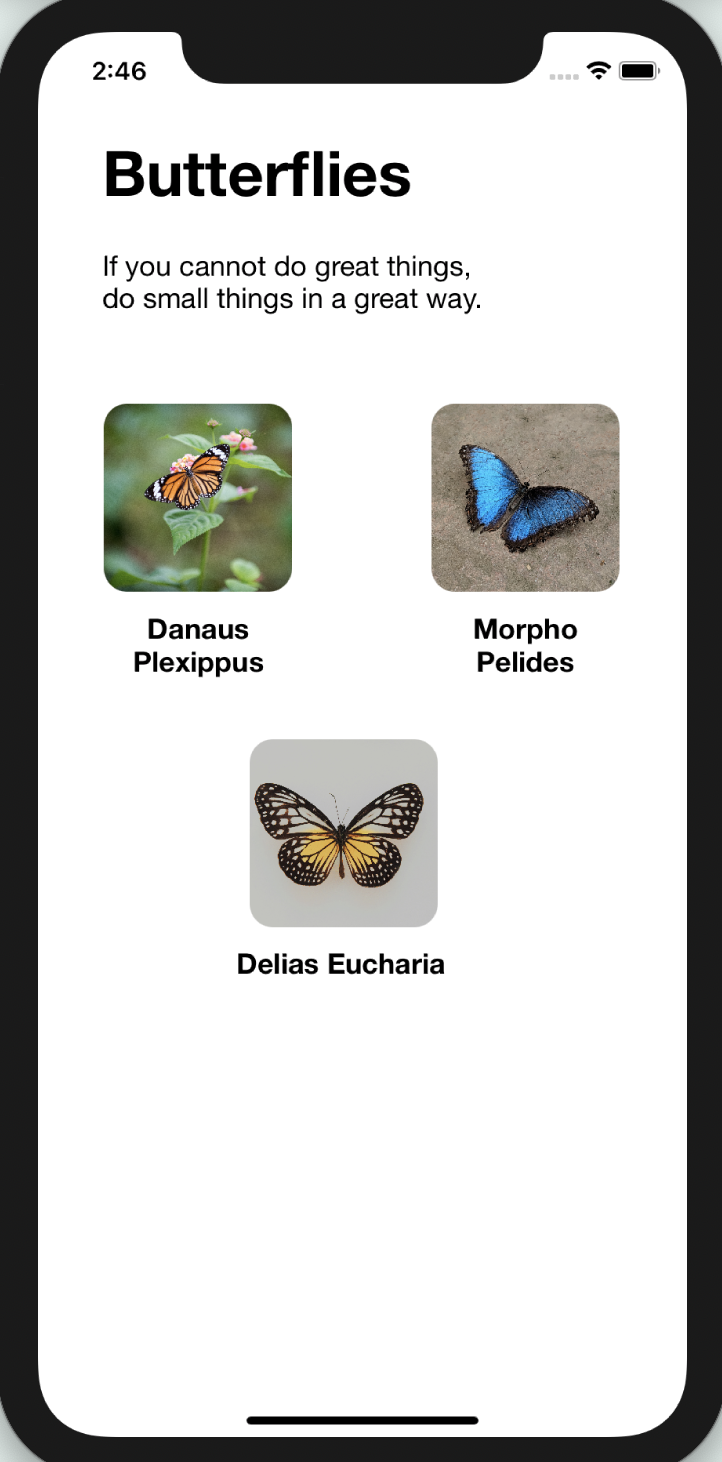 2:46
Butterflies
If you cannot do great things,
do small things in a great way.
Danaus
Plexippus
Morpho
Pelides
Delias Eucharia